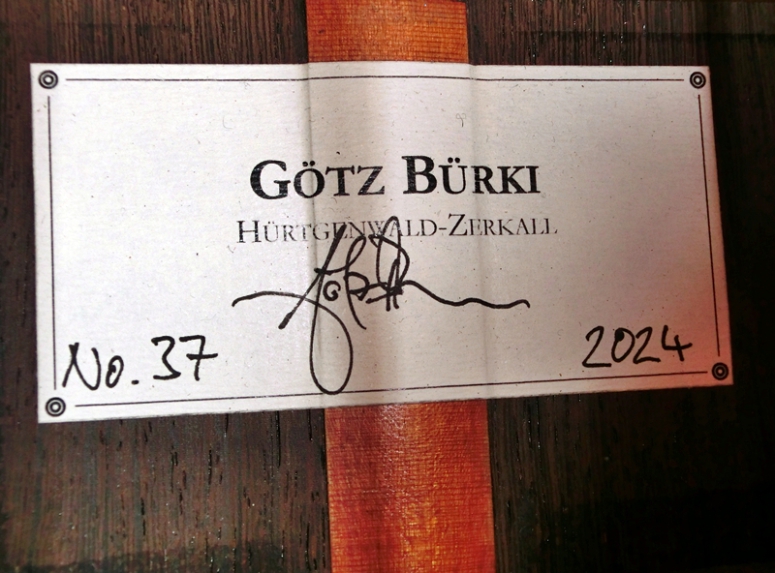 GÖTZ BÜRKI
HÜRTGENWALD-ZERKALL
No. 37
2024